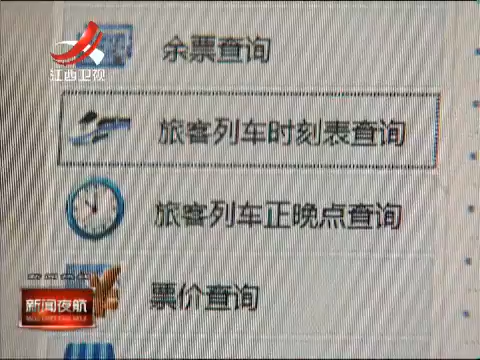 余票查询
江西卫视
旅客列车时刻表查询
旅客列车正晚点查询
票价查询
新闻夜航